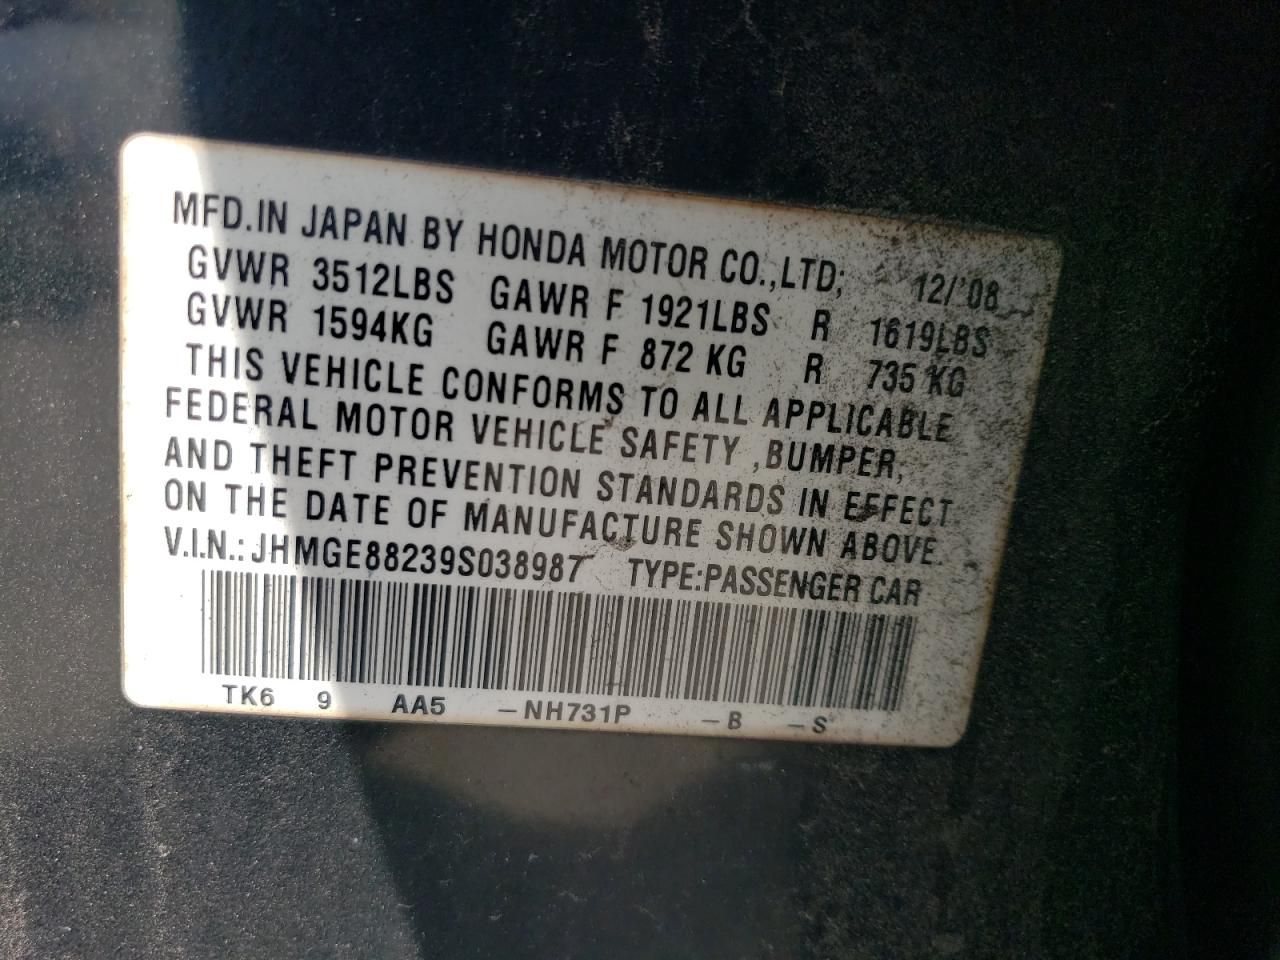 MFD.IN JAPAN BY HONDA MOTOR CO.,LTD; 12/'08
GVWR 3512LBS GAWR F 1921LBS R 1619LBS
GVWR 1594KG GAWR F 872 KG R 735 KG
THIS VEHICLE CONFORMS TO ALL APPLICABLE
FEDERAL MOTOR VEHICLE SAFETY ,BUMPER,
AND THEFT PREVENTION STANDARDS IN EFFECT
ON THE DATE OF MANUFACTURE SHOWN ABOVE.
V.I.N.: JHMGE88239S038987 TYPE:PASSENGER CAR
TK6 9 AA5 –NH731P –B –S